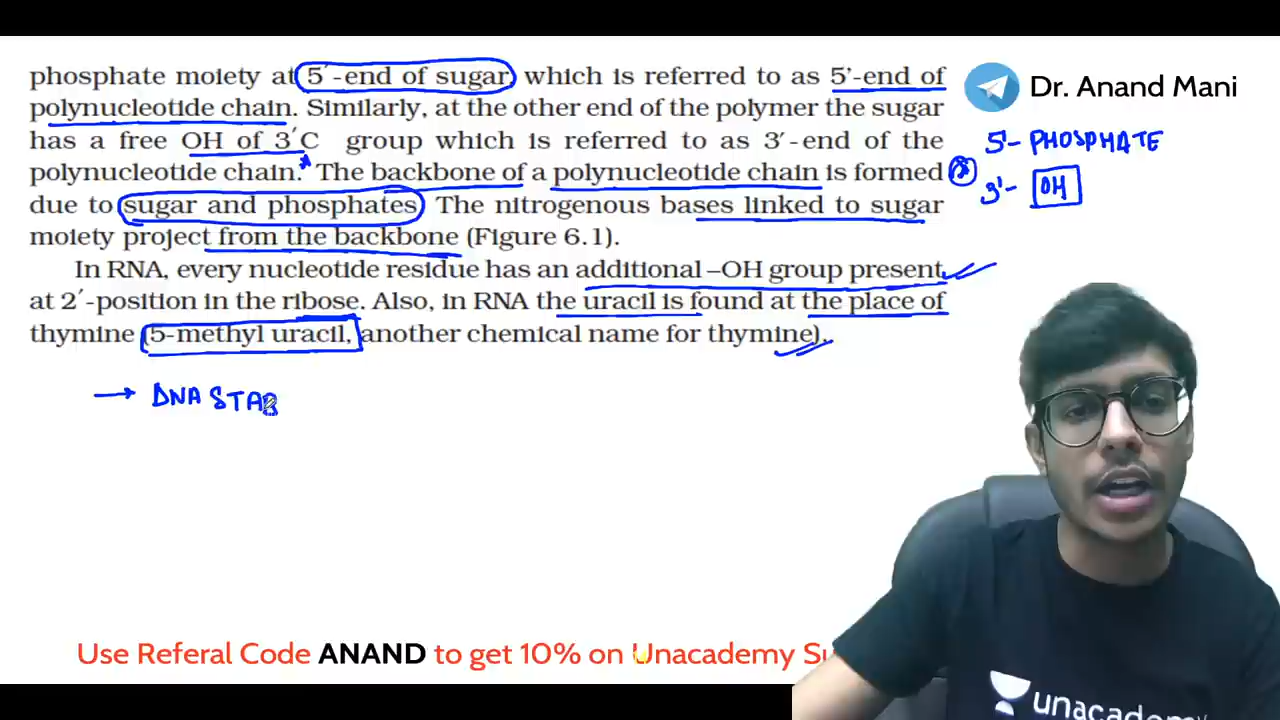 phosphate moiety at 5′-end of sugar which is referred to as 5’-end of
polynucleotide chain. Similarly, at the other end of the polymer the sugar
has a free OH of 3′C group which is referred to as 3′-end of the
polynucleotide chain. The backbone of a polynucleotide chain is formed
due to sugar and phosphates. The nitrogenous bases linked to sugar
moiety project from the backbone (Figure 6.1).
In RNA, every nucleotide residue has an additional –OH group present
at 2′-position in the ribose. Also, in RNA the uracil is found at the place of
thymine (5-methyl uracil, another chemical name for thymine).
→ DNA STAB
Dr. Anand Mani
5′- PHOSPHATE
3′- OH
Use Referal Code ANAND to get 10% on Unacademy
unacademy